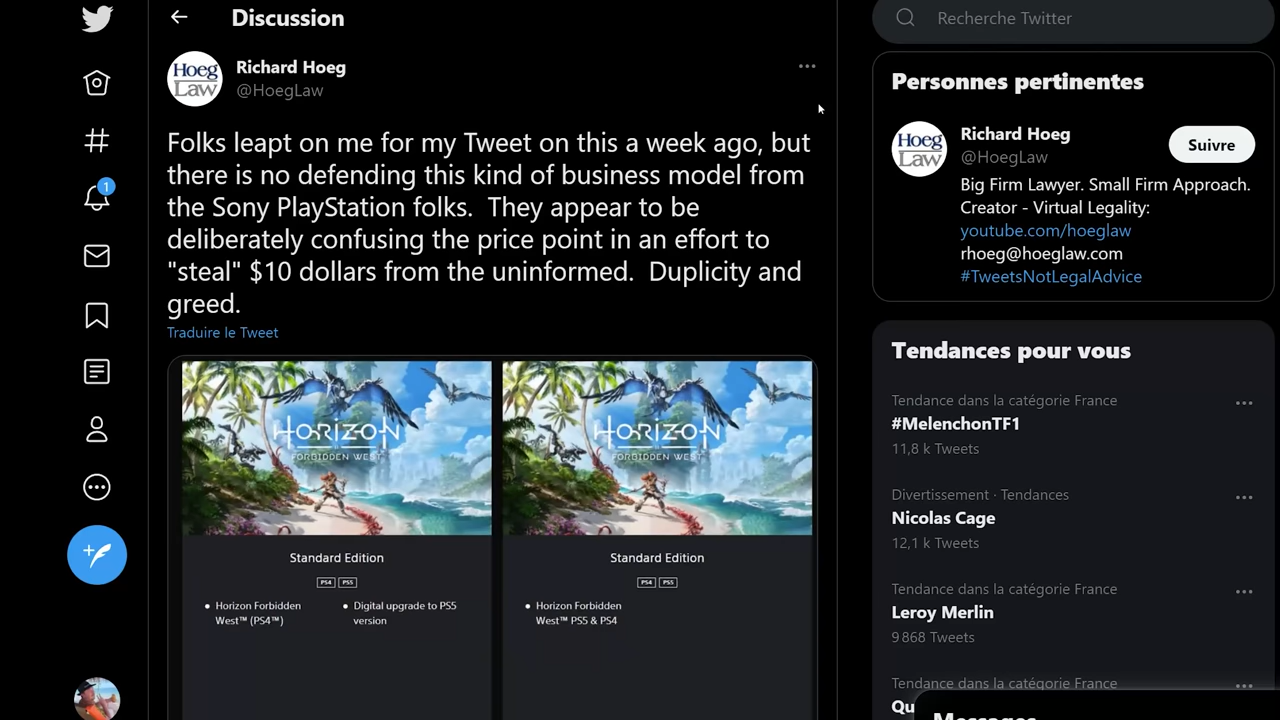 Discussion
Richard Hoeg
@HoegLaw
Hoeg
Law
Folks leapt on me for my Tweet on this a week ago, but
there is no defending this kind of business model from
the Sony PlayStation folks. They appear to be
deliberately confusing the price point in an effort to
"steal" $10 dollars from the uninformed. Duplicity and
greed.
Traduire le Tweet
HORIZON
FORBIDDEN WEST™
Standard Edition
PS4 PS5
• Horizon Forbidden
West™ (PS4™)
• Digital upgrade to PS5
version
HORIZON
FORBIDDEN WEST™
Standard Edition
PS4 PS5
• Horizon Forbidden
West™ PS5 & PS4
1
Recherche Twitter
Personnes pertinentes
Hoeg
Law
Richard Hoeg
@HoegLaw
Suivre
Big Firm Lawyer. Small Firm Approach.
Creator - Virtual Legality:
youtube.com/hoeglaw
rhoeg@hoeglaw.com
#TweetsNotLegalAdvice
Tendances pour vous
Tendance dans la catégorie France
#MelenchonTF1
11,8 k Tweets
Divertissement · Tendances
Nicolas Cage
12,1 k Tweets
Tendance dans la catégorie France
Leroy Merlin
9 868 Tweets
Tendance dans la catégorie France
Qu
Messages